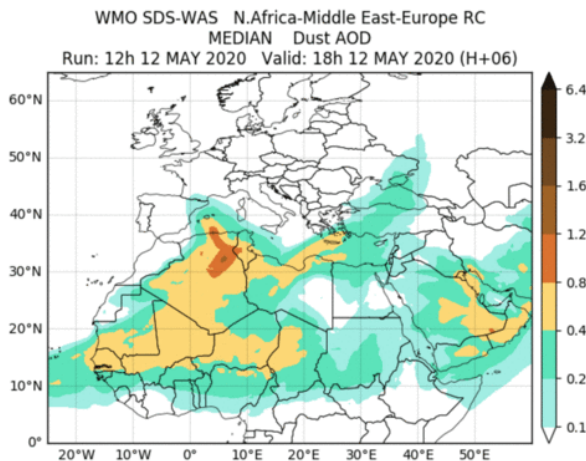 WMO SDS-WAS N.Africa-Middle East-Europe RC
MEDIAN Dust AOD
Run: 12h 12 MAY 2020 Valid: 18h 12 MAY 2020 (H+06)
60°N
50°N
40°N
30°N
20°N
10°N
0°
20°W
10°W
0°
10°E
20°E
30°E
40°E
50°E
6.4
3.2
1.6
1.2
0.8
0.4
0.2
0.1